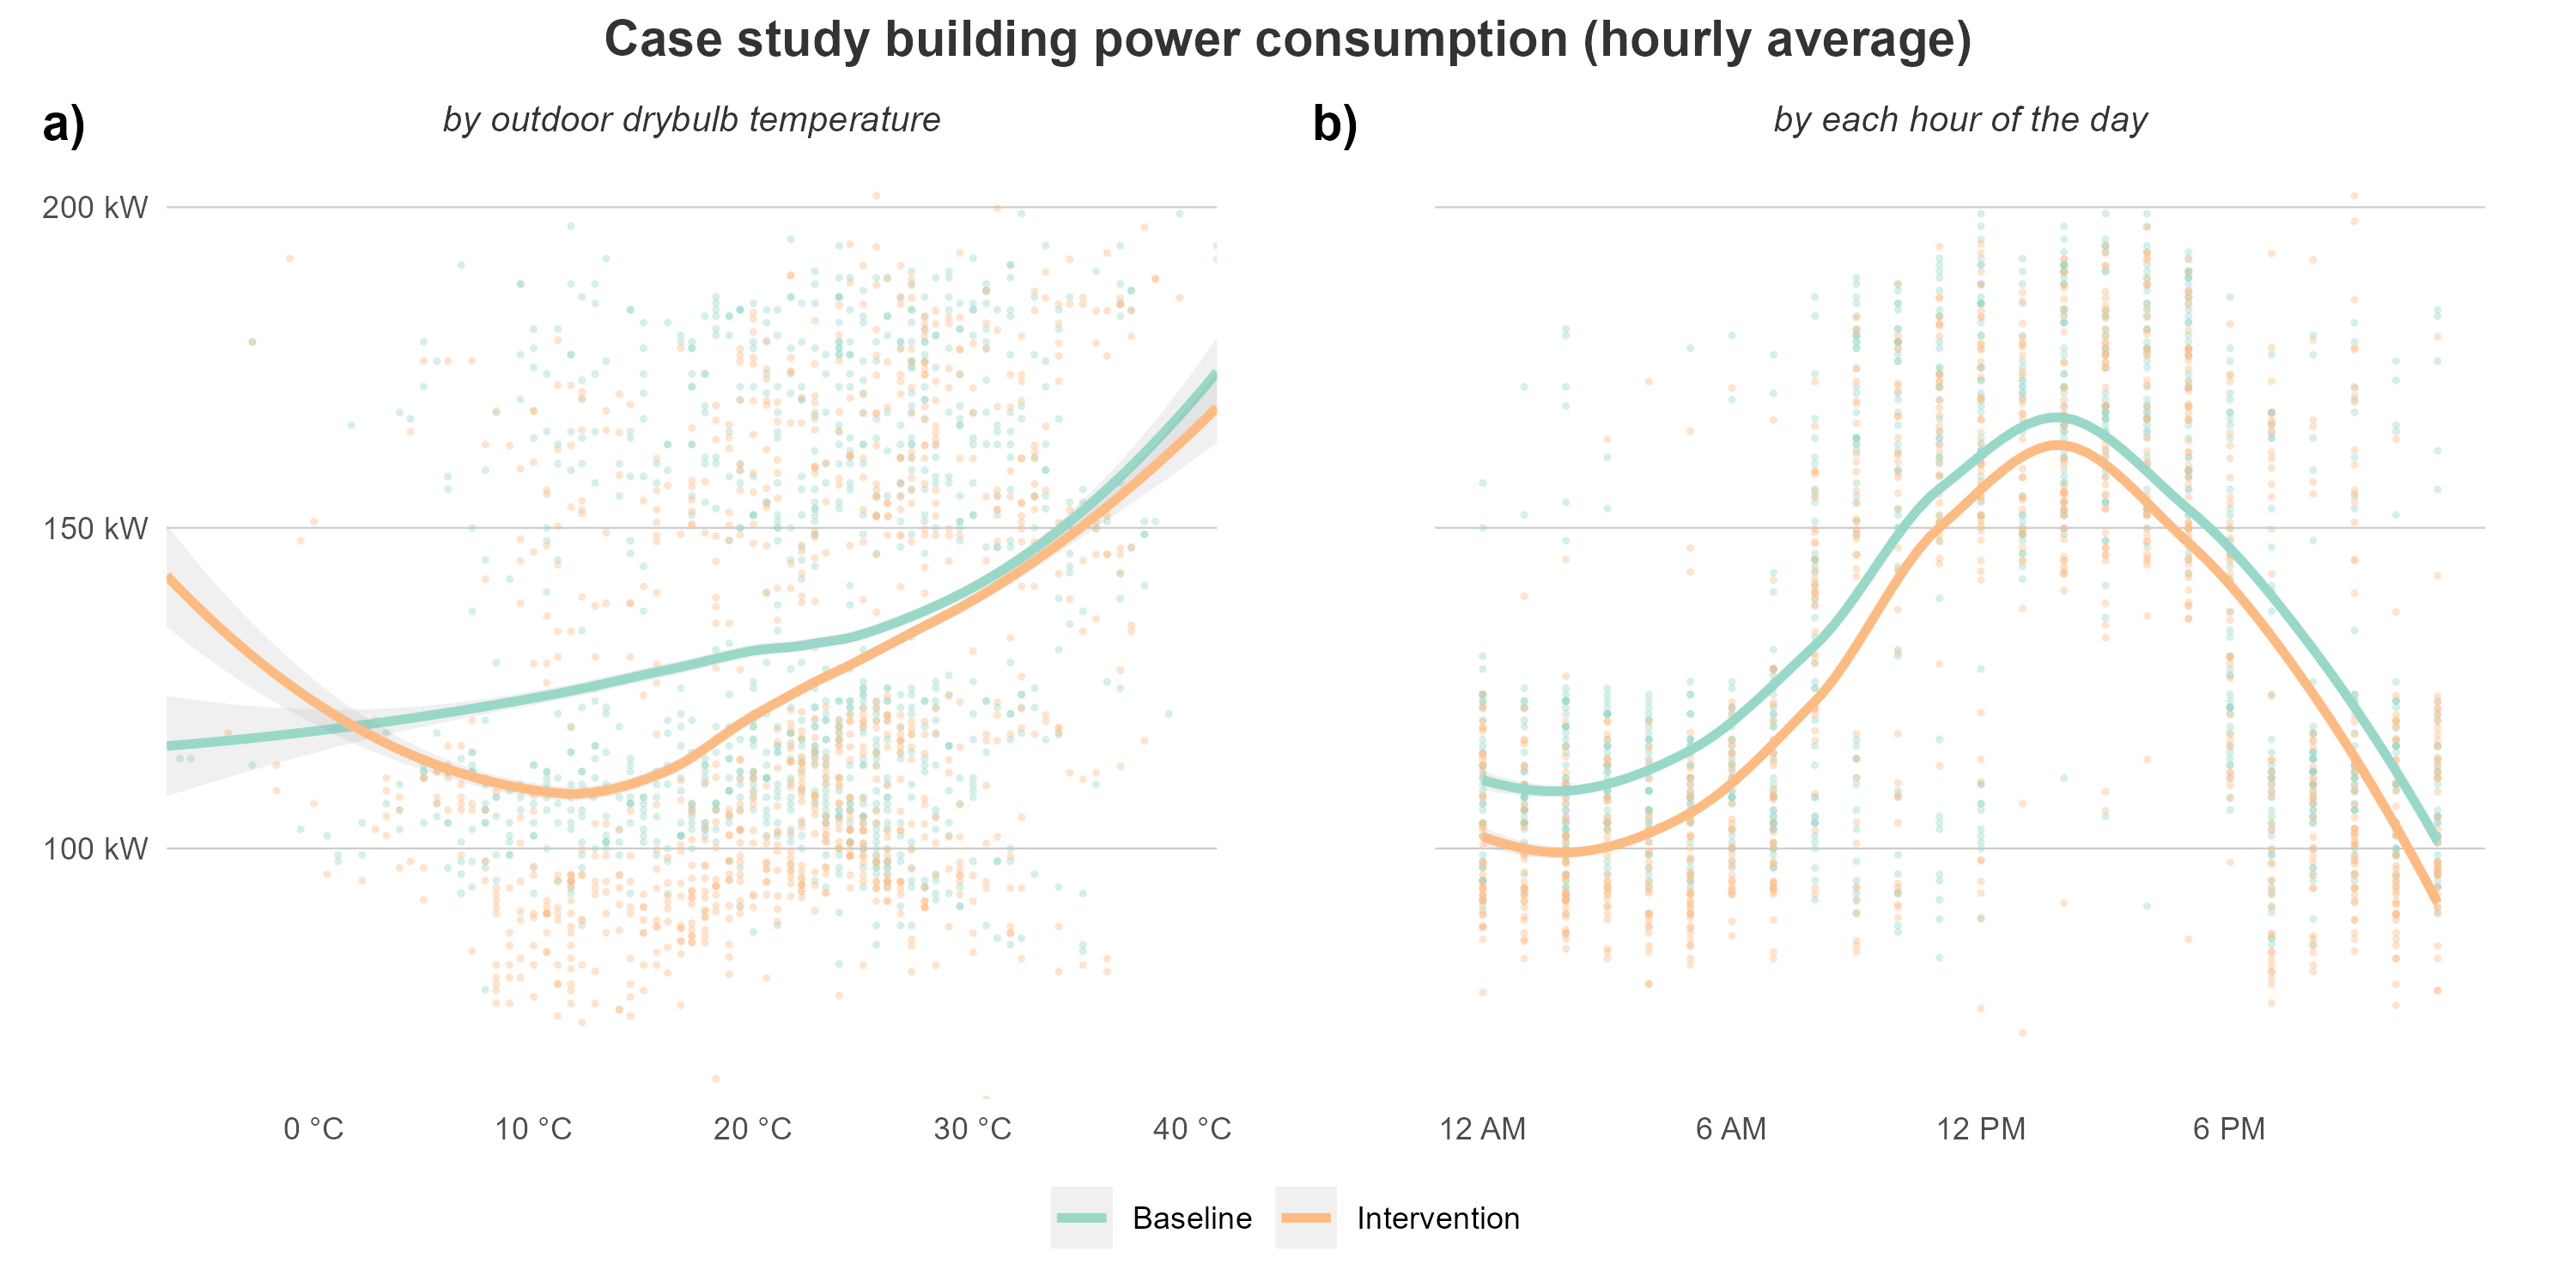 Case study building power consumption (hourly average)
a)
by outdoor drybulb temperature
b)
by each hour of the day
200 kW
150 kW
100 kW
0 °C
10 °C
20 °C
30 °C
40 °C
12 AM
6 AM
12 PM
6 PM
Baseline
Intervention